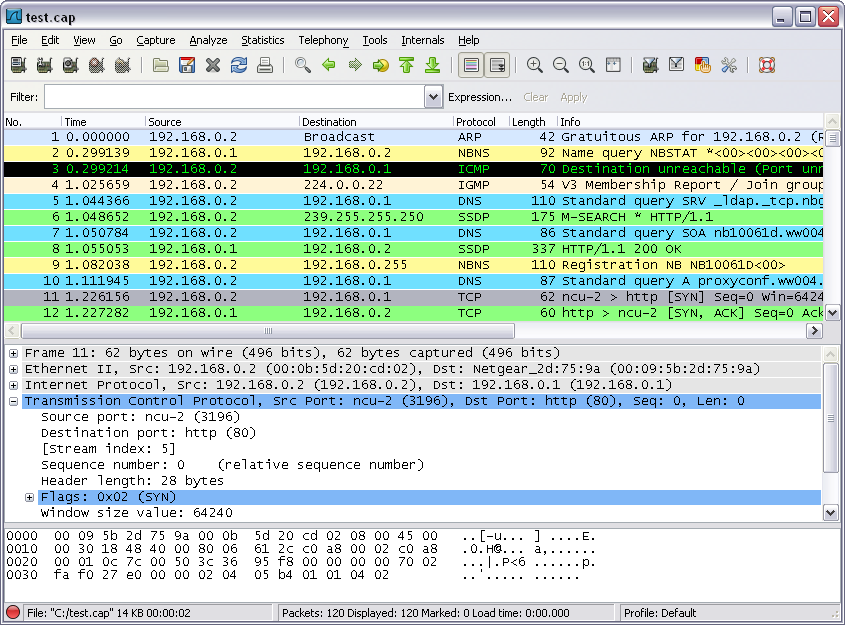 test.cap
File Edit View Go Capture Analyze Statistics Telephony Tools Internals Help
Filter: Expression... Clear Apply
No. Time Source Destination Protocol Length Info
1 0.000000 192.168.0.2 Broadcast ARP 42 Gratuitous ARP for 192.168.0.2 (R
2 0.299139 192.168.0.1 192.168.0.2 NBNS 92 Name query NBSTAT *<00><00><00><0
3 0.299214 192.168.0.2 192.168.0.1 ICMP 70 Destination unreachable (Port unr
4 1.025659 192.168.0.2 224.0.0.22 IGMP 54 V3 Membership Report / Join group
5 1.044366 192.168.0.2 192.168.0.1 DNS 110 Standard query SRV _ldap._tcp.nbg
6 1.048652 192.168.0.2 239.255.255.250 SSDP 175 M-SEARCH * HTTP/1.1
7 1.050784 192.168.0.2 192.168.0.1 DNS 86 Standard query SOA nb10061d.ww004
8 1.055053 192.168.0.1 192.168.0.2 SSDP 337 HTTP/1.1 200 OK
9 1.082038 192.168.0.2 192.168.0.255 NBNS 110 Registration NB NB10061D<00>
10 1.111945 192.168.0.2 192.168.0.1 DNS 87 Standard query A proxyconf.ww004.
11 1.226156 192.168.0.2 192.168.0.1 TCP 62 ncu-2 > http [SYN] Seq=0 Win=6424
12 1.227282 192.168.0.1 192.168.0.2 TCP 60 http > ncu-2 [SYN, ACK] Seq=0 Ack
Frame 11: 62 bytes on wire (496 bits), 62 bytes captured (496 bits)
Ethernet II, Src: 192.168.0.2 (00:0b:5d:20:cd:02), Dst: Netgear_2d:75:9a (00:09:5b:2d:75:9a)
Internet Protocol, Src: 192.168.0.2 (192.168.0.2), Dst: 192.168.0.1 (192.168.0.1)
Transmission Control Protocol, Src Port: ncu-2 (3196), Dst Port: http (80), Seq: 0, Len: 0
Source port: ncu-2 (3196)
Destination port: http (80)
[Stream index: 5]
Sequence number: 0 (relative sequence number)
Header length: 28 bytes
Flags: 0x02 (SYN)
Window size value: 64240
0000 00 09 5b 2d 75 9a 00 0b 5d 20 cd 02 08 00 45 00 ..[-u... ] ....E.
0010 00 30 18 48 40 00 80 06 61 2c c0 a8 00 02 c0 a8 .0.H@... a,......
0020 00 01 0c 7c 00 50 3c 36 95 f8 00 00 00 00 70 02 ...|.P<6 ......p.
0030 fa f0 27 e0 00 00 02 04 05 b4 01 01 04 02 ..'..... ......
File: "C:/test.cap" 14 KB 00:00:02 Packets: 120 Displayed: 120 Marked: 0 Load time: 0:00.000 Profile: Default